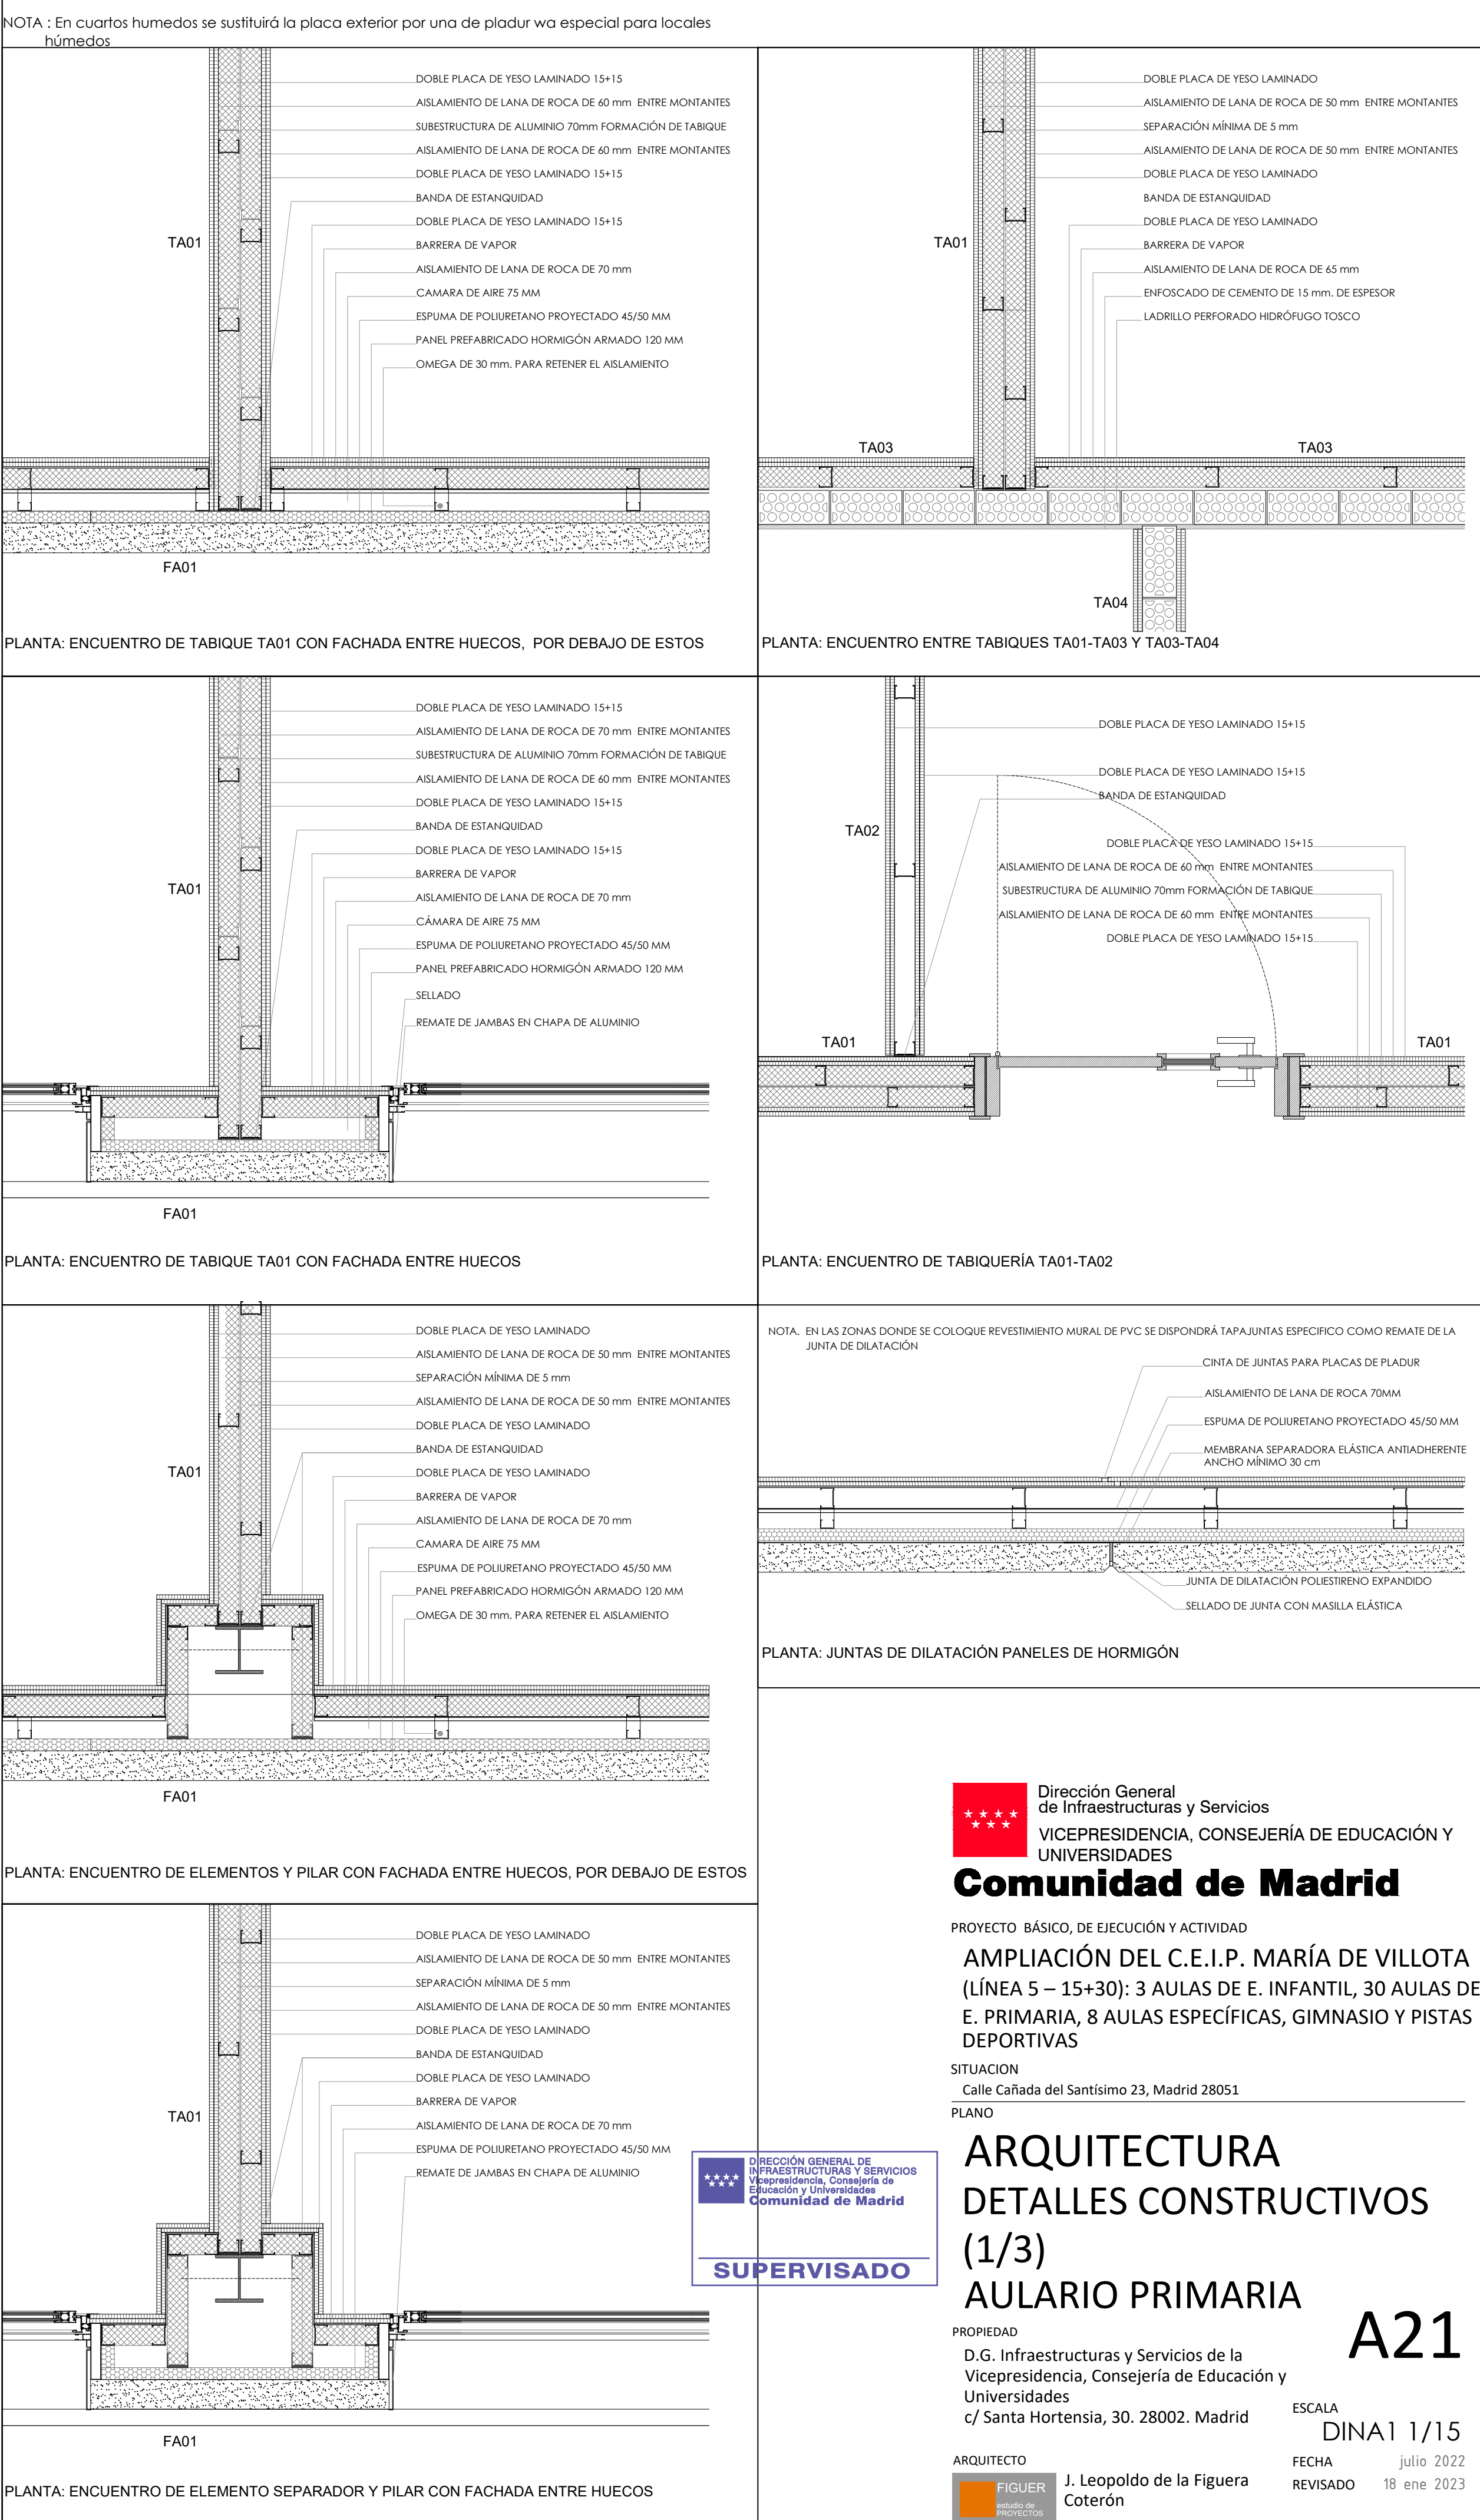 NOTA : En cuartos humedos se sustituirá la placa exterior por una de pladur wa especial para locales
húmedos
DOBLE PLACA DE YESO LAMINADO 15+15
AISLAMIENTO DE LANA DE ROCA DE 60 mm ENTRE MONTANTES
SUBESTRUCTURA DE ALUMINIO 70mm FORMACIÓN DE TABIQUE
AISLAMIENTO DE LANA DE ROCA DE 60 mm ENTRE MONTANTES
DOBLE PLACA DE YESO LAMINADO 15+15
BANDA DE ESTANQUIDAD
DOBLE PLACA DE YESO LAMINADO 15+15
BARRERA DE VAPOR
AISLAMIENTO DE LANA DE ROCA DE 70 mm
CAMARA DE AIRE 75 MM
ESPUMA DE POLIURETANO PROYECTADO 45/50 MM
PANEL PREFABRICADO HORMIGÓN ARMADO 120 MM
OMEGA DE 30 mm. PARA RETENER EL AISLAMIENTO
TA01
FA01
PLANTA: ENCUENTRO DE TABIQUE TA01 CON FACHADA ENTRE HUECOS, POR DEBAJO DE ESTOS
DOBLE PLACA DE YESO LAMINADO
AISLAMIENTO DE LANA DE ROCA DE 50 mm ENTRE MONTANTES
SEPARACIÓN MÍNIMA DE 5 mm
AISLAMIENTO DE LANA DE ROCA DE 50 mm ENTRE MONTANTES
DOBLE PLACA DE YESO LAMINADO
BANDA DE ESTANQUIDAD
DOBLE PLACA DE YESO LAMINADO
BARRERA DE VAPOR
AISLAMIENTO DE LANA DE ROCA DE 65 mm
ENFOSCADO DE CEMENTO DE 15 mm. DE ESPESOR
LADRILLO PERFORADO HIDRÓFUGO TOSCO
TA01
TA03
TA03
TA04
PLANTA: ENCUENTRO ENTRE TABIQUES TA01-TA03 Y TA03-TA04
DOBLE PLACA DE YESO LAMINADO 15+15
AISLAMIENTO DE LANA DE ROCA DE 70 mm ENTRE MONTANTES
SUBESTRUCTURA DE ALUMINIO 70mm FORMACIÓN DE TABIQUE
AISLAMIENTO DE LANA DE ROCA DE 60 mm ENTRE MONTANTES
DOBLE PLACA DE YESO LAMINADO 15+15
BANDA DE ESTANQUIDAD
DOBLE PLACA DE YESO LAMINADO 15+15
BARRERA DE VAPOR
AISLAMIENTO DE LANA DE ROCA DE 70 mm
CÁMARA DE AIRE 75 MM
ESPUMA DE POLIURETANO PROYECTADO 45/50 MM
PANEL PREFABRICADO HORMIGÓN ARMADO 120 MM
SELLADO
REMATE DE JAMBAS EN CHAPA DE ALUMINIO
TA01
FA01
PLANTA: ENCUENTRO DE TABIQUE TA01 CON FACHADA ENTRE HUECOS
DOBLE PLACA DE YESO LAMINADO 15+15
DOBLE PLACA DE YESO LAMINADO 15+15
BANDA DE ESTANQUIDAD
TA02
DOBLE PLACA DE YESO LAMINADO 15+15
AISLAMIENTO DE LANA DE ROCA DE 60 mm ENTRE MONTANTES
SUBESTRUCTURA DE ALUMINIO 70mm FORMACIÓN DE TABIQUE
AISLAMIENTO DE LANA DE ROCA DE 60 mm ENTRE MONTANTES
DOBLE PLACA DE YESO LAMINADO 15+15
TA01
TA01
PLANTA: ENCUENTRO DE TABIQUERÍA TA01-TA02
DOBLE PLACA DE YESO LAMINADO
AISLAMIENTO DE LANA DE ROCA DE 50 mm ENTRE MONTANTES
SEPARACIÓN MÍNIMA DE 5 mm
AISLAMIENTO DE LANA DE ROCA DE 50 mm ENTRE MONTANTES
DOBLE PLACA DE YESO LAMINADO
BANDA DE ESTANQUIDAD
DOBLE PLACA DE YESO LAMINADO
BARRERA DE VAPOR
AISLAMIENTO DE LANA DE ROCA DE 70 mm
CAMARA DE AIRE 75 MM
ESPUMA DE POLIURETANO PROYECTADO 45/50 MM
PANEL PREFABRICADO HORMIGÓN ARMADO 120 MM
OMEGA DE 30 mm. PARA RETENER EL AISLAMIENTO
TA01
FA01
PLANTA: ENCUENTRO DE ELEMENTOS Y PILAR CON FACHADA ENTRE HUECOS, POR DEBAJO DE ESTOS
NOTA. EN LAS ZONAS DONDE SE COLOQUE REVESTIMIENTO MURAL DE PVC SE DISPONDRÁ TAPAJUNTAS ESPECIFICO COMO REMATE DE LA
JUNTA DE DILATACIÓN
CINTA DE JUNTAS PARA PLACAS DE PLADUR
AISLAMIENTO DE LANA DE ROCA 70MM
ESPUMA DE POLIURETANO PROYECTADO 45/50 MM
MEMBRANA SEPARADORA ELÁSTICA ANTIADHERENTE
ANCHO MÍNIMO 30 cm
JUNTA DE DILATACIÓN POLIESTIRENO EXPANDIDO
SELLADO DE JUNTA CON MASILLA ELÁSTICA
PLANTA: JUNTAS DE DILATACIÓN PANELES DE HORMIGÓN
DOBLE PLACA DE YESO LAMINADO
AISLAMIENTO DE LANA DE ROCA DE 50 mm ENTRE MONTANTES
SEPARACIÓN MÍNIMA DE 5 mm
AISLAMIENTO DE LANA DE ROCA DE 50 mm ENTRE MONTANTES
DOBLE PLACA DE YESO LAMINADO
BANDA DE ESTANQUIDAD
DOBLE PLACA DE YESO LAMINADO
BARRERA DE VAPOR
AISLAMIENTO DE LANA DE ROCA DE 70 mm
ESPUMA DE POLIURETANO PROYECTADO 45/50 MM
REMATE DE JAMBAS EN CHAPA DE ALUMINIO
TA01
FA01
PLANTA: ENCUENTRO DE ELEMENTO SEPARADOR Y PILAR CON FACHADA ENTRE HUECOS
DIRECCIÓN GENERAL DE
INFRAESTRUCTURAS Y SERVICIOS
Vicepresidencia, Consejería de
Educación y Universidades
Comunidad de Madrid
SUPERVISADO
Dirección General
de Infraestructuras y Servicios
VICEPRESIDENCIA, CONSEJERÍA DE EDUCACIÓN Y
UNIVERSIDADES
Comunidad de Madrid
PROYECTO BÁSICO, DE EJECUCIÓN Y ACTIVIDAD
AMPLIACIÓN DEL C.E.I.P. MARÍA DE VILLOTA
(LÍNEA 5 – 15+30): 3 AULAS DE E. INFANTIL, 30 AULAS DE
E. PRIMARIA, 8 AULAS ESPECÍFICAS, GIMNASIO Y PISTAS
DEPORTIVAS
SITUACION
Calle Cañada del Santísimo 23, Madrid 28051
PLANO
ARQUITECTURA
DETALLES CONSTRUCTIVOS
(1/3)
AULARIO PRIMARIA
A21
PROPIEDAD
D.G. Infraestructuras y Servicios de la
Vicepresidencia, Consejería de Educación y
Universidades
c/ Santa Hortensia, 30. 28002. Madrid
ESCALA
DINA1 1/15
ARQUITECTO
FIGUER
estudio de
PROYECTOS
J. Leopoldo de la Figuera
Coterón
FECHA julio 2022
REVISADO 18 ene 2023